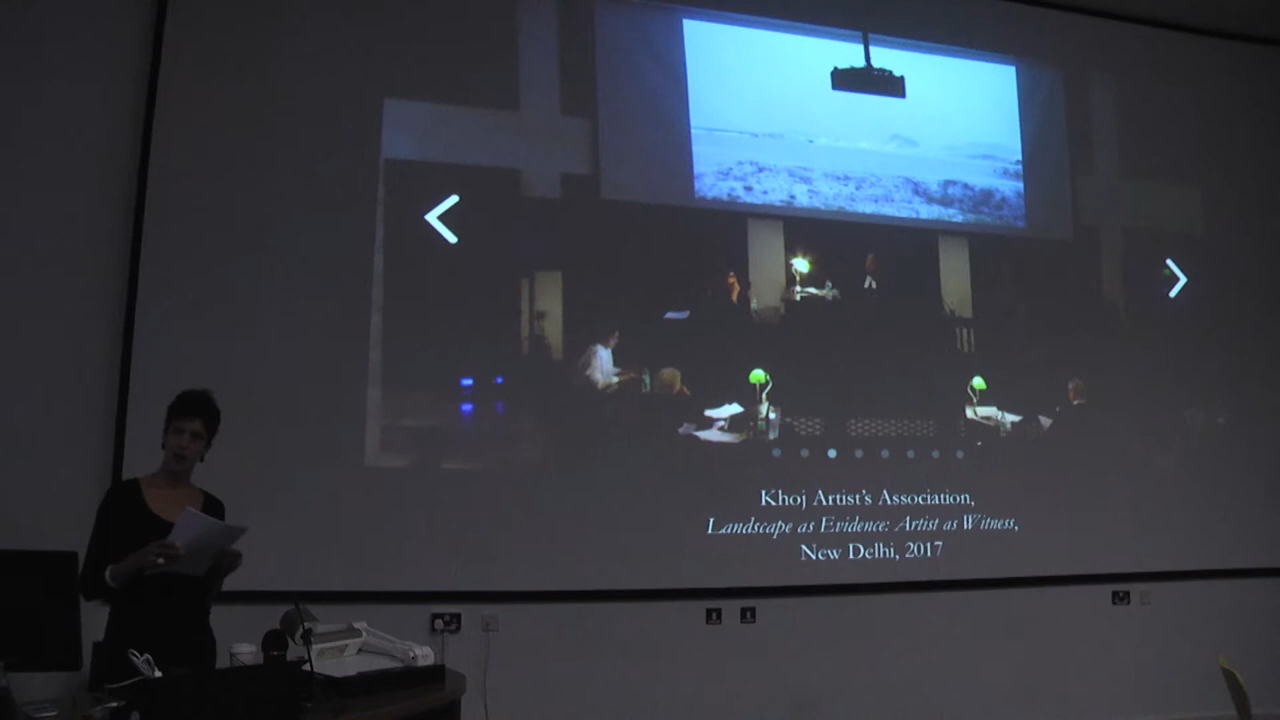 Khoj Artist's Association,
Landscape as Evidence: Artist as Witness,
New Delhi, 2017